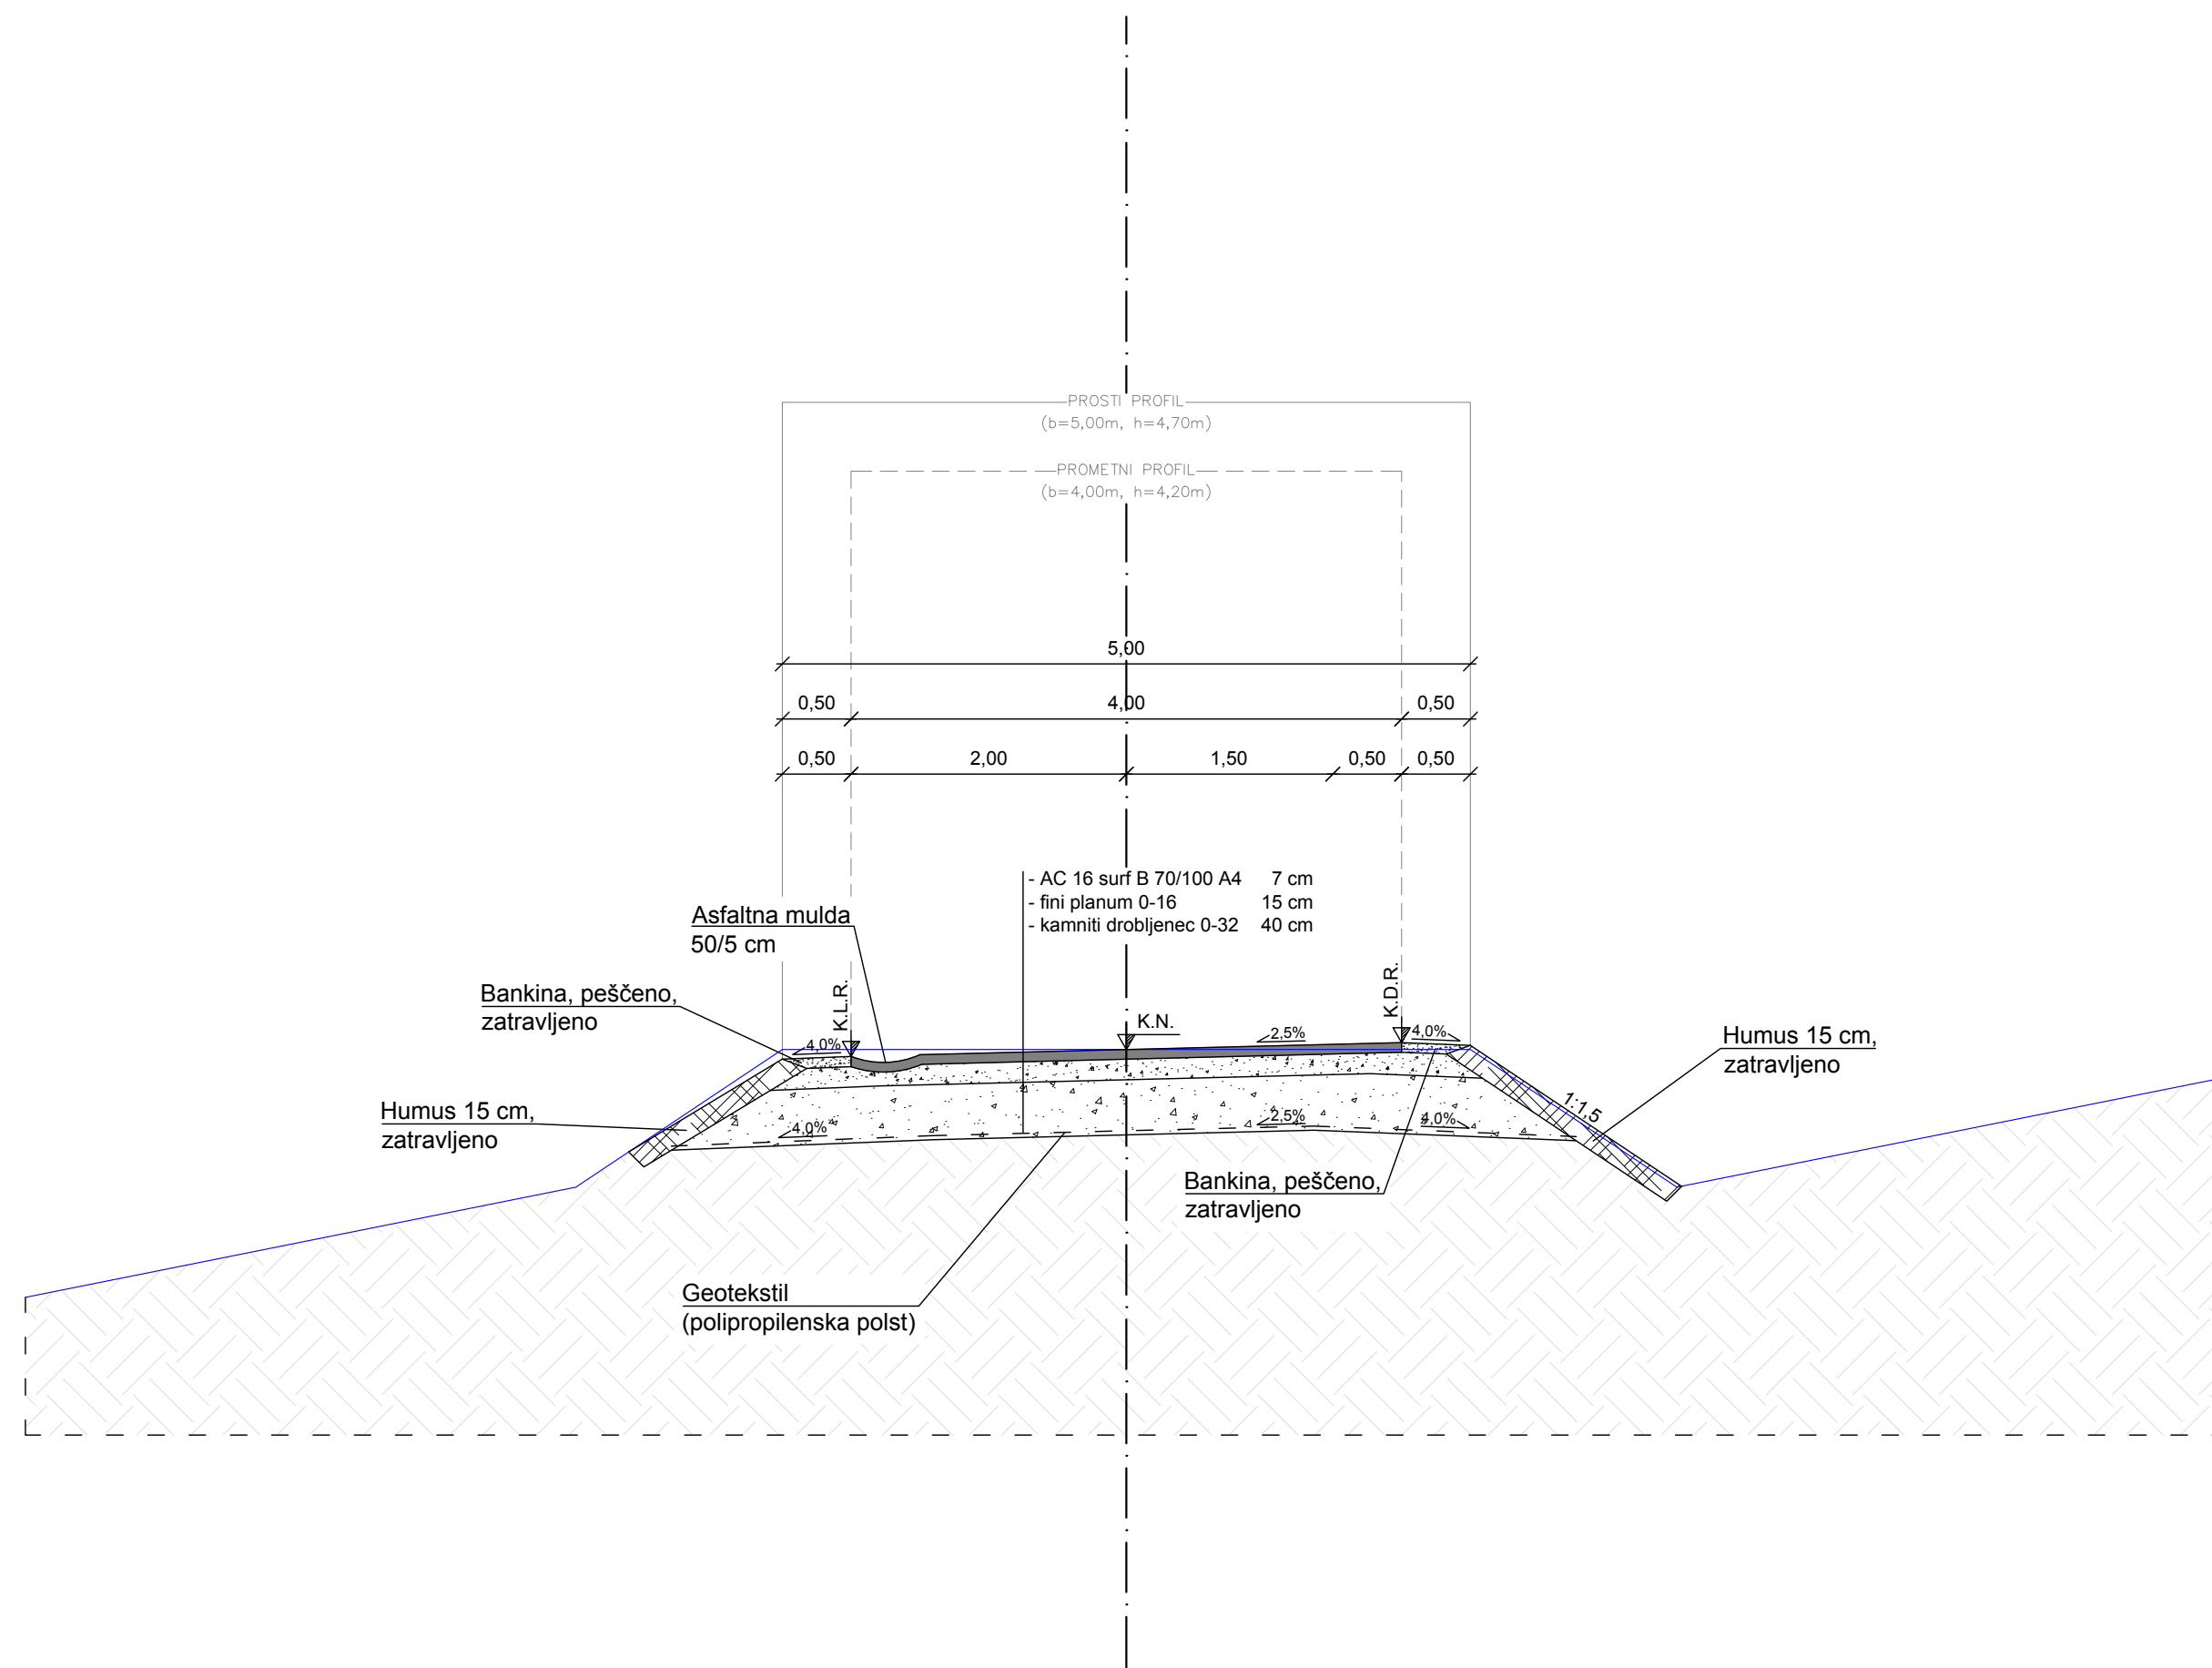 PROSTI PROFIL
(b=5,00m, h=4,70m)
PROMETNI PROFIL
(b=4,00m, h=4,20m)
5,00
0,50 4,00 0,50
0,50 2,00 1,50 0,50 0,50
- AC 16 surf B 70/100 A4 7 cm
- fini planum 0-16 15 cm
- kamniti drobljenec 0-32 40 cm
Asfaltna mulda
50/5 cm
Bankina, peščeno,
zatravljeno
K.L.R.
K.N.
K.D.R.
4,0%
2,5%
4,0%
Humus 15 cm,
zatravljeno
1:1,5
Humus 15 cm,
zatravljeno
4,0%
2,5%
4,0%
Bankina, peščeno,
zatravljeno
Geotekstil
(polipropilenska polst)